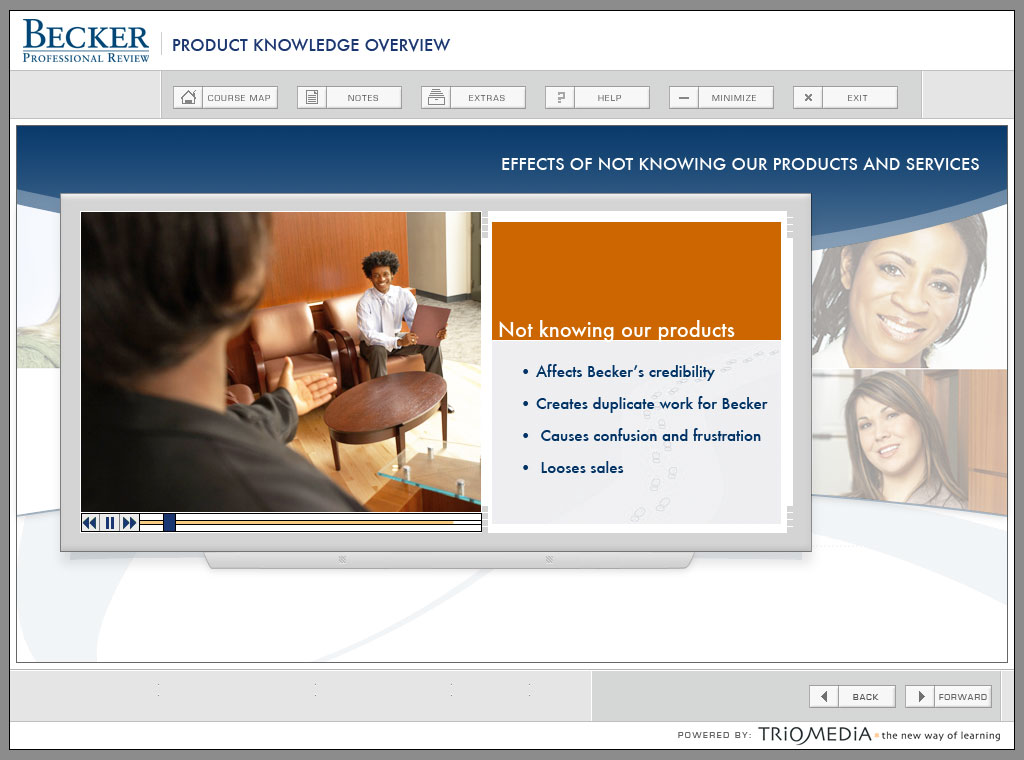 BECKER
PROFESSIONAL REVIEW
PRODUCT KNOWLEDGE OVERVIEW
COURSE MAP
NOTES
EXTRAS
HELP
MINIMIZE
EXIT
EFFECTS OF NOT KNOWING OUR PRODUCTS AND SERVICES
Not knowing our products
• Affects Becker's credibility
• Creates duplicate work for Becker
• Causes confusion and frustration
• Looses sales
BACK
FORWARD
POWERED BY: TRIOMEDIA the new way of learning